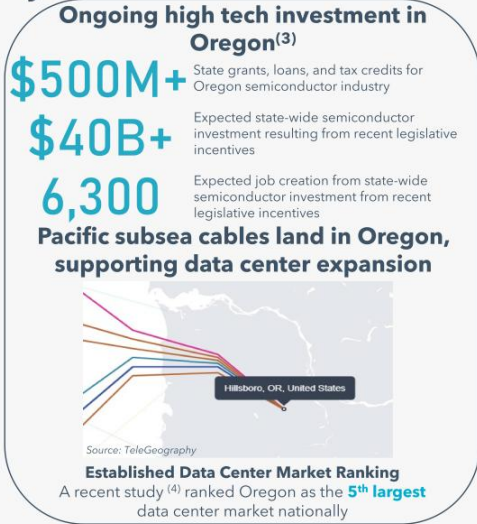 Ongoing high tech investment in
Oregon(3)
$500M+
State grants, loans, and tax credits for
Oregon semiconductor industry
$40B+
Expected state-wide semiconductor
investment resulting from recent legislative
incentives
6,300
Expected job creation from state-wide
semiconductor investment from recent
legislative incentives
Pacific subsea cables land in Oregon,
supporting data center expansion
Hillsboro, OR, United States
Source: TeleGeography
Established Data Center Market Ranking
A recent study (4) ranked Oregon as the 5th largest
data center market nationally